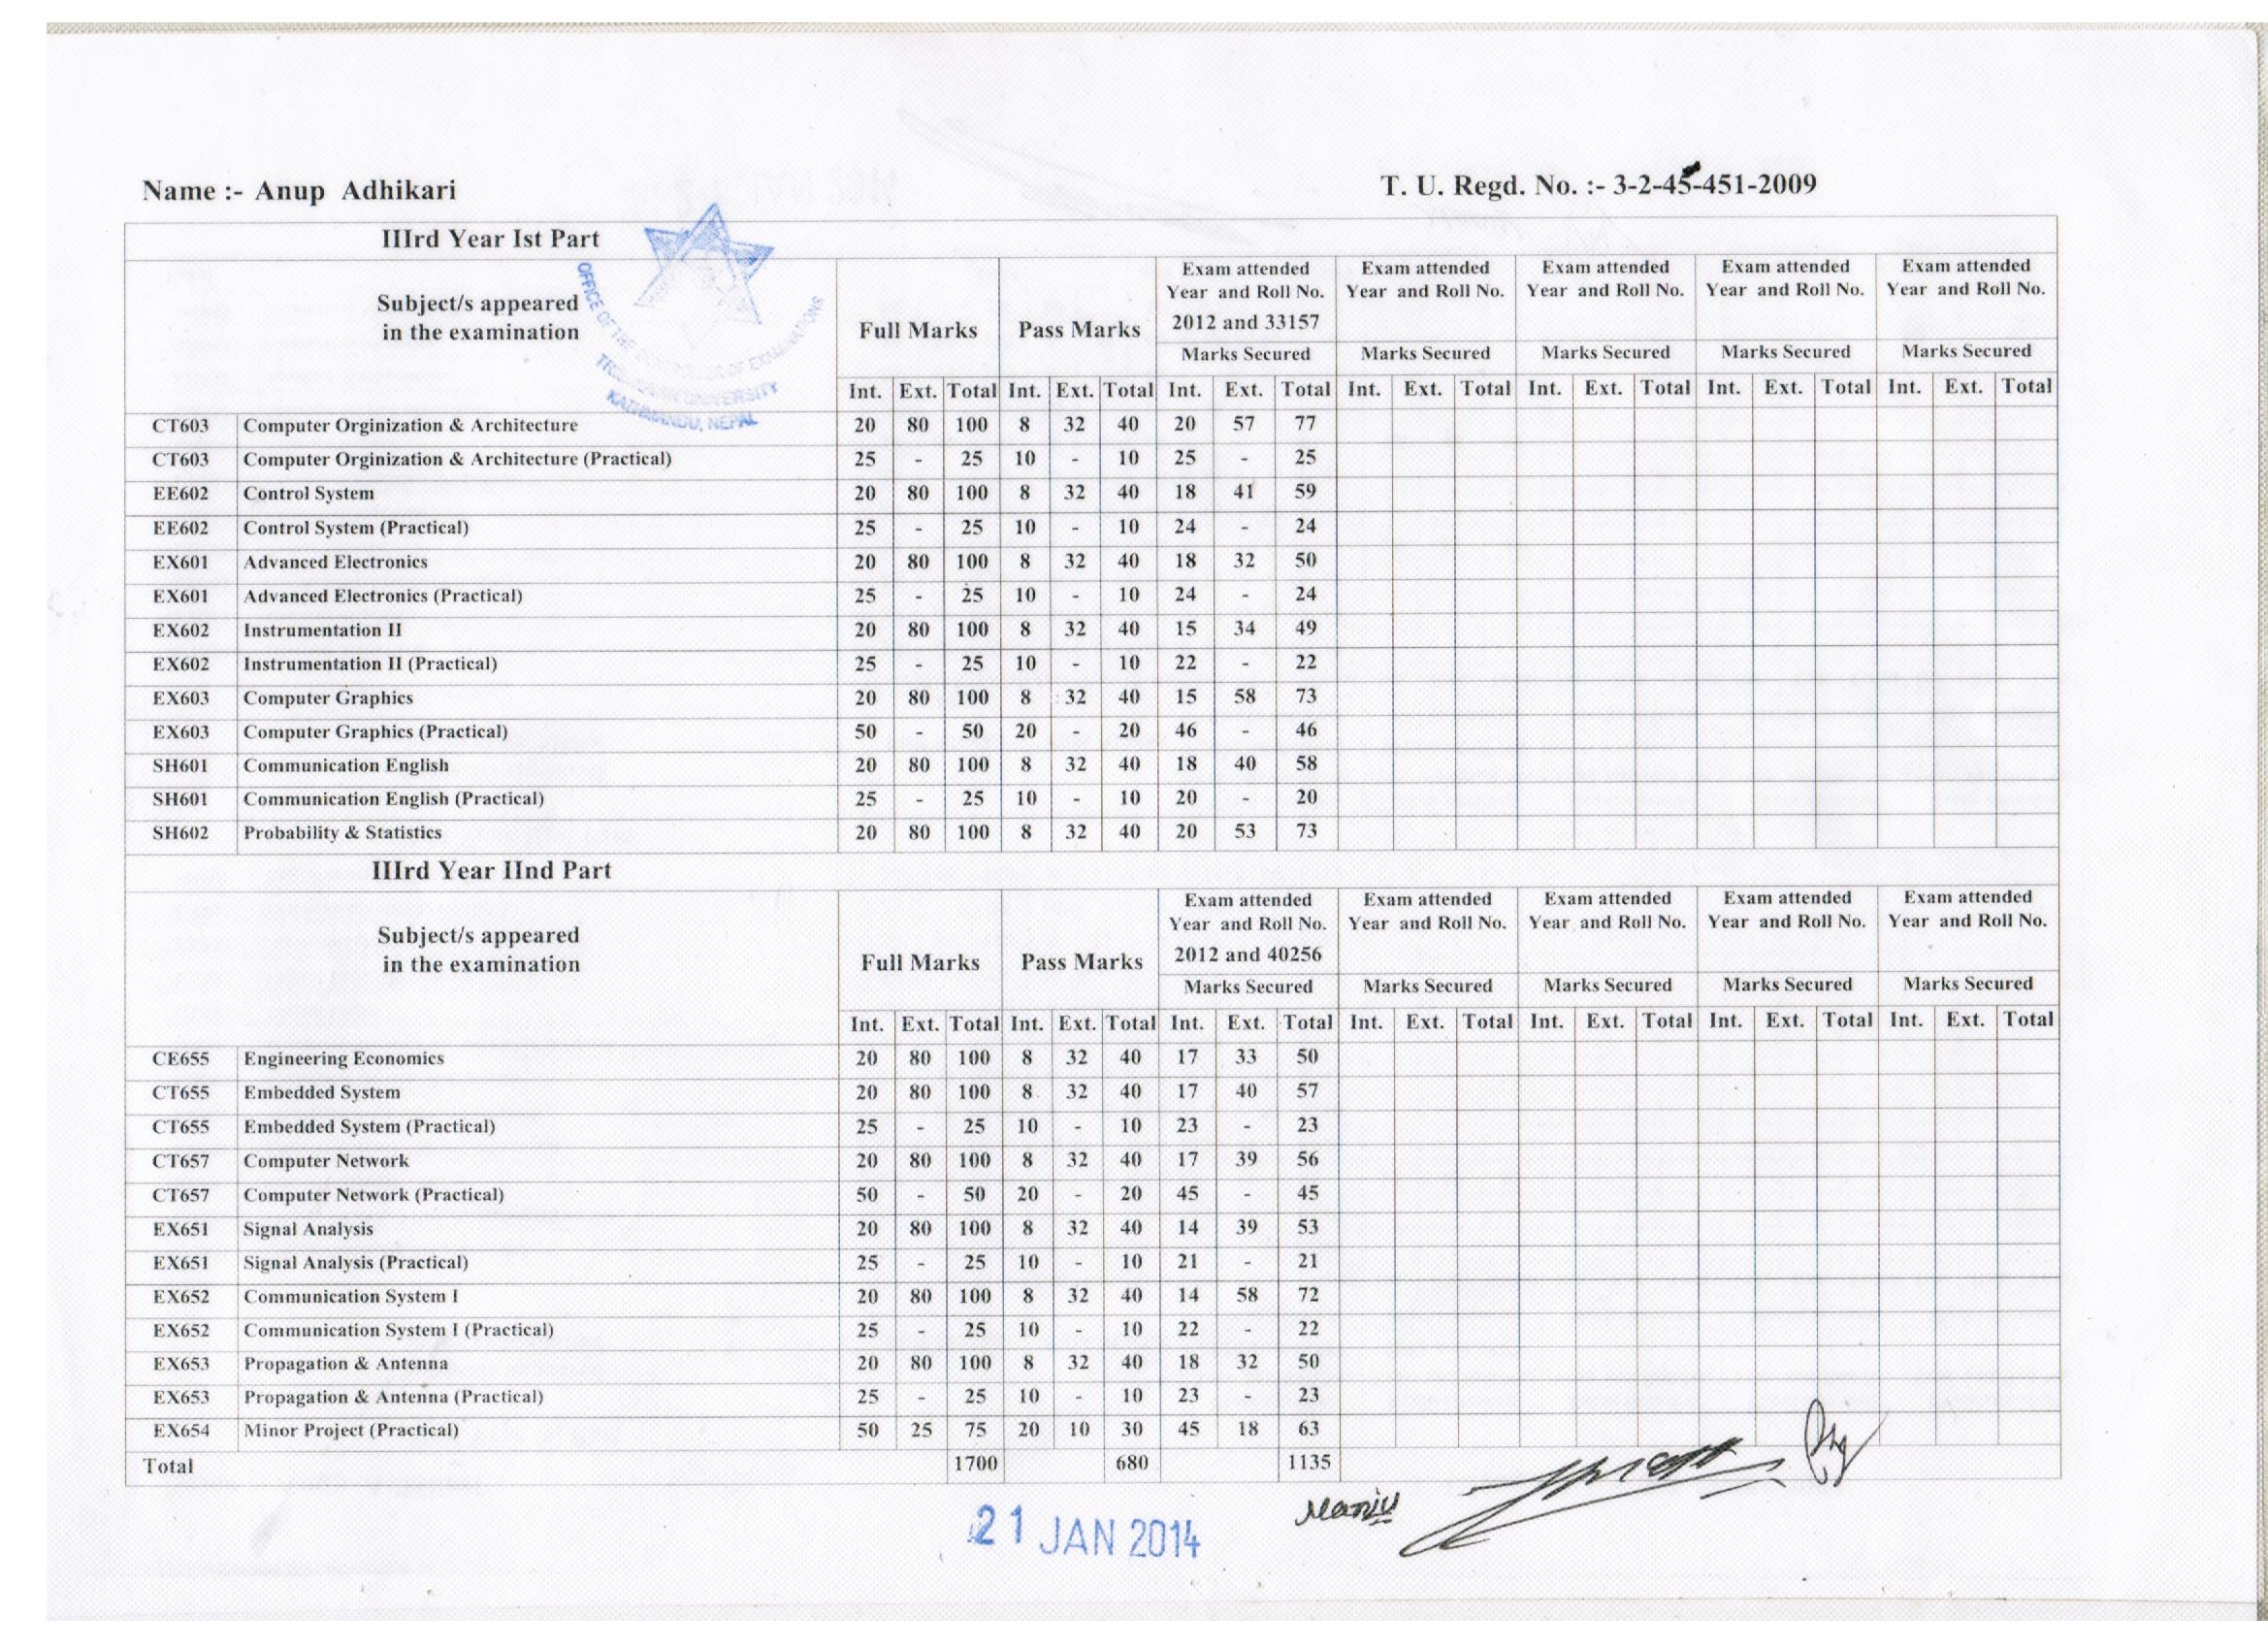 Name :- Anup Adhikari
T. U. Regd. No. :- 3-2-45-451-2009
IIIrd Year Ist Part
Subject/s appeared in the examination
Full Marks Pass Marks
Exam attended Exam attended Exam attended Exam attended Exam attended
Year and Roll No. Year and Roll No. Year and Roll No. Year and Roll No. Year and Roll No.
2012 and 33157
Marks Secured Marks Secured Marks Secured Marks Secured Marks Secured
Int. Ext. Total Int. Ext. Total Int. Ext. Total Int. Ext. Total Int. Ext. Total Int. Ext. Total Int. Ext. Total
OFFICE OF THE CONTROLLER OF EXAMINATIONS
TRIBHUVAN UNIVERSITY
KATHMANDU, NEPAL
CT603 Computer Orginization & Architecture 20 80 100 8 32 40 20 57 77
CT603 Computer Orginization & Architecture (Practical) 25 - 25 10 - 10 25 - 25
EE602 Control System 20 80 100 8 32 40 18 41 59
EE602 Control System (Practical) 25 - 25 10 - 10 24 - 24
EX601 Advanced Electronics 20 80 100 8 32 40 18 32 50
EX601 Advanced Electronics (Practical) 25 - 25 10 - 10 24 - 24
EX602 Instrumentation II 20 80 100 8 32 40 15 34 49
EX602 Instrumentation II (Practical) 25 - 25 10 - 10 22 - 22
EX603 Computer Graphics 20 80 100 8 32 40 15 58 73
EX603 Computer Graphics (Practical) 50 - 50 20 - 20 46 - 46
SH601 Communication English 20 80 100 8 32 40 18 40 58
SH601 Communication English (Practical) 25 - 25 10 - 10 20 - 20
SH602 Probability & Statistics 20 80 100 8 32 40 20 53 73
IIIrd Year IInd Part
Subject/s appeared in the examination
Full Marks Pass Marks
Exam attended Exam attended Exam attended Exam attended Exam attended
Year and Roll No. Year and Roll No. Year and Roll No. Year and Roll No. Year and Roll No.
2012 and 40256
Marks Secured Marks Secured Marks Secured Marks Secured Marks Secured
Int. Ext. Total Int. Ext. Total Int. Ext. Total Int. Ext. Total Int. Ext. Total Int. Ext. Total Int. Ext. Total
CE655 Engineering Economics 20 80 100 8 32 40 17 33 50
CT655 Embedded System 20 80 100 8 32 40 17 40 57
CT655 Embedded System (Practical) 25 - 25 10 - 10 23 - 23
CT657 Computer Network 20 80 100 8 32 40 17 39 56
CT657 Computer Network (Practical) 50 - 50 20 - 20 45 - 45
EX651 Signal Analysis 20 80 100 8 32 40 14 39 53
EX651 Signal Analysis (Practical) 25 - 25 10 - 10 21 - 21
EX652 Communication System I 20 80 100 8 32 40 14 58 72
EX652 Communication System I (Practical) 25 - 25 10 - 10 22 - 22
EX653 Propagation & Antenna 20 80 100 8 32 40 18 32 50
EX653 Propagation & Antenna (Practical) 25 - 25 10 - 10 23 - 23
EX654 Minor Project (Practical) 50 25 75 20 10 30 45 18 63
Total 1700 680 1135
21 JAN 2014